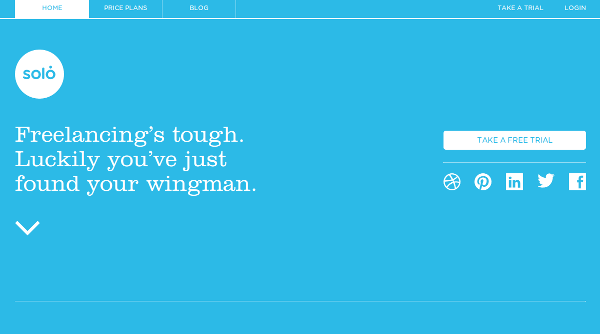 HOME PRICE PLANS BLOG TAKE A TRIAL LOGIN
solo
Freelancing's tough.
Luckily you've just
found your wingman.
TAKE A FREE TRIAL